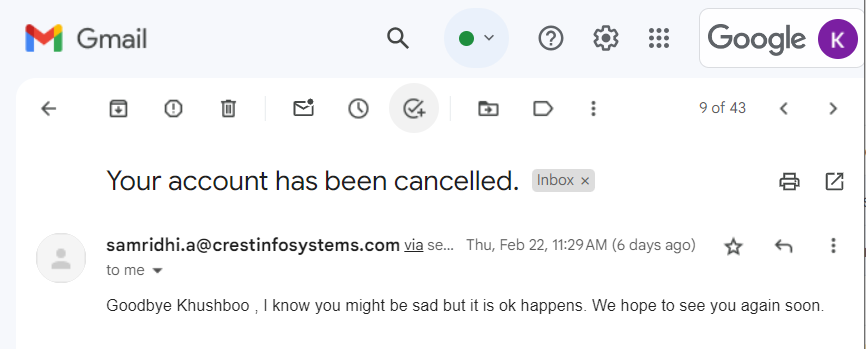 Gmail
Google K
9 of 43
Your account has been cancelled. Inbox ×
samridhi.a@crestinfosystems.com via se... Thu, Feb 22, 11:29 AM (6 days ago)
to me
Goodbye Khushboo , I know you might be sad but it is ok happens. We hope to see you again soon.